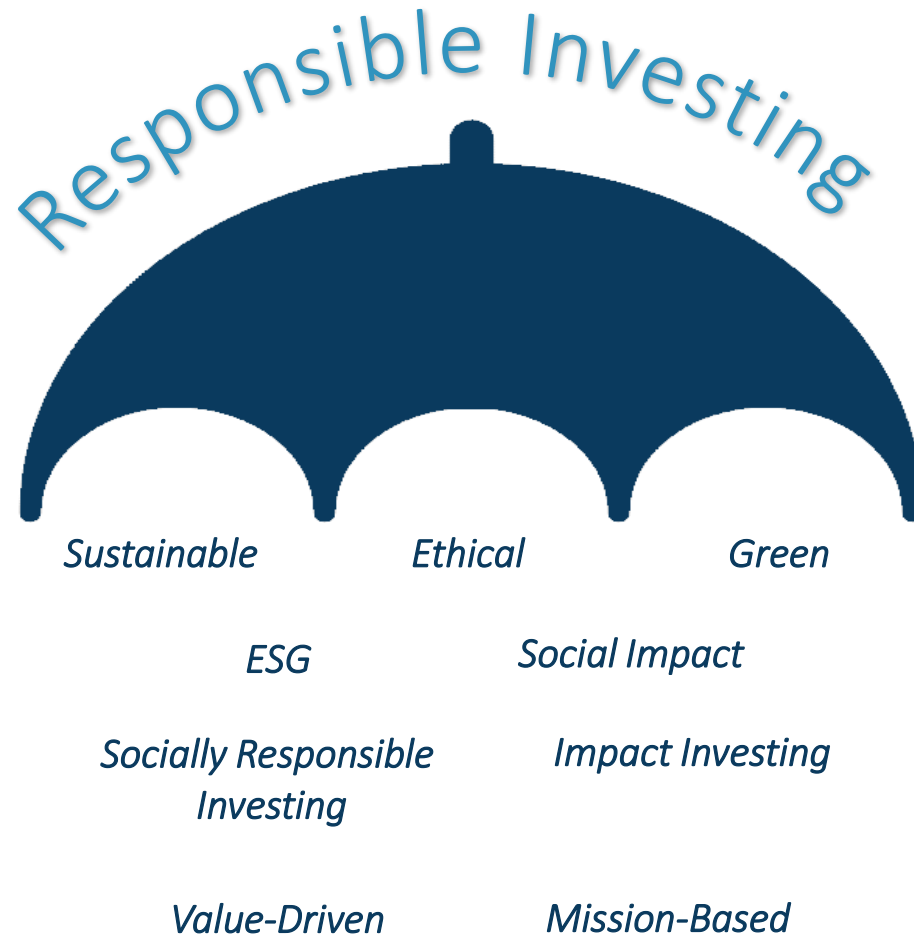 Responsible Investing
Sustainable
Ethical
Green
ESG
Social Impact
Socially Responsible
Investing
Impact Investing
Value-Driven
Mission-Based